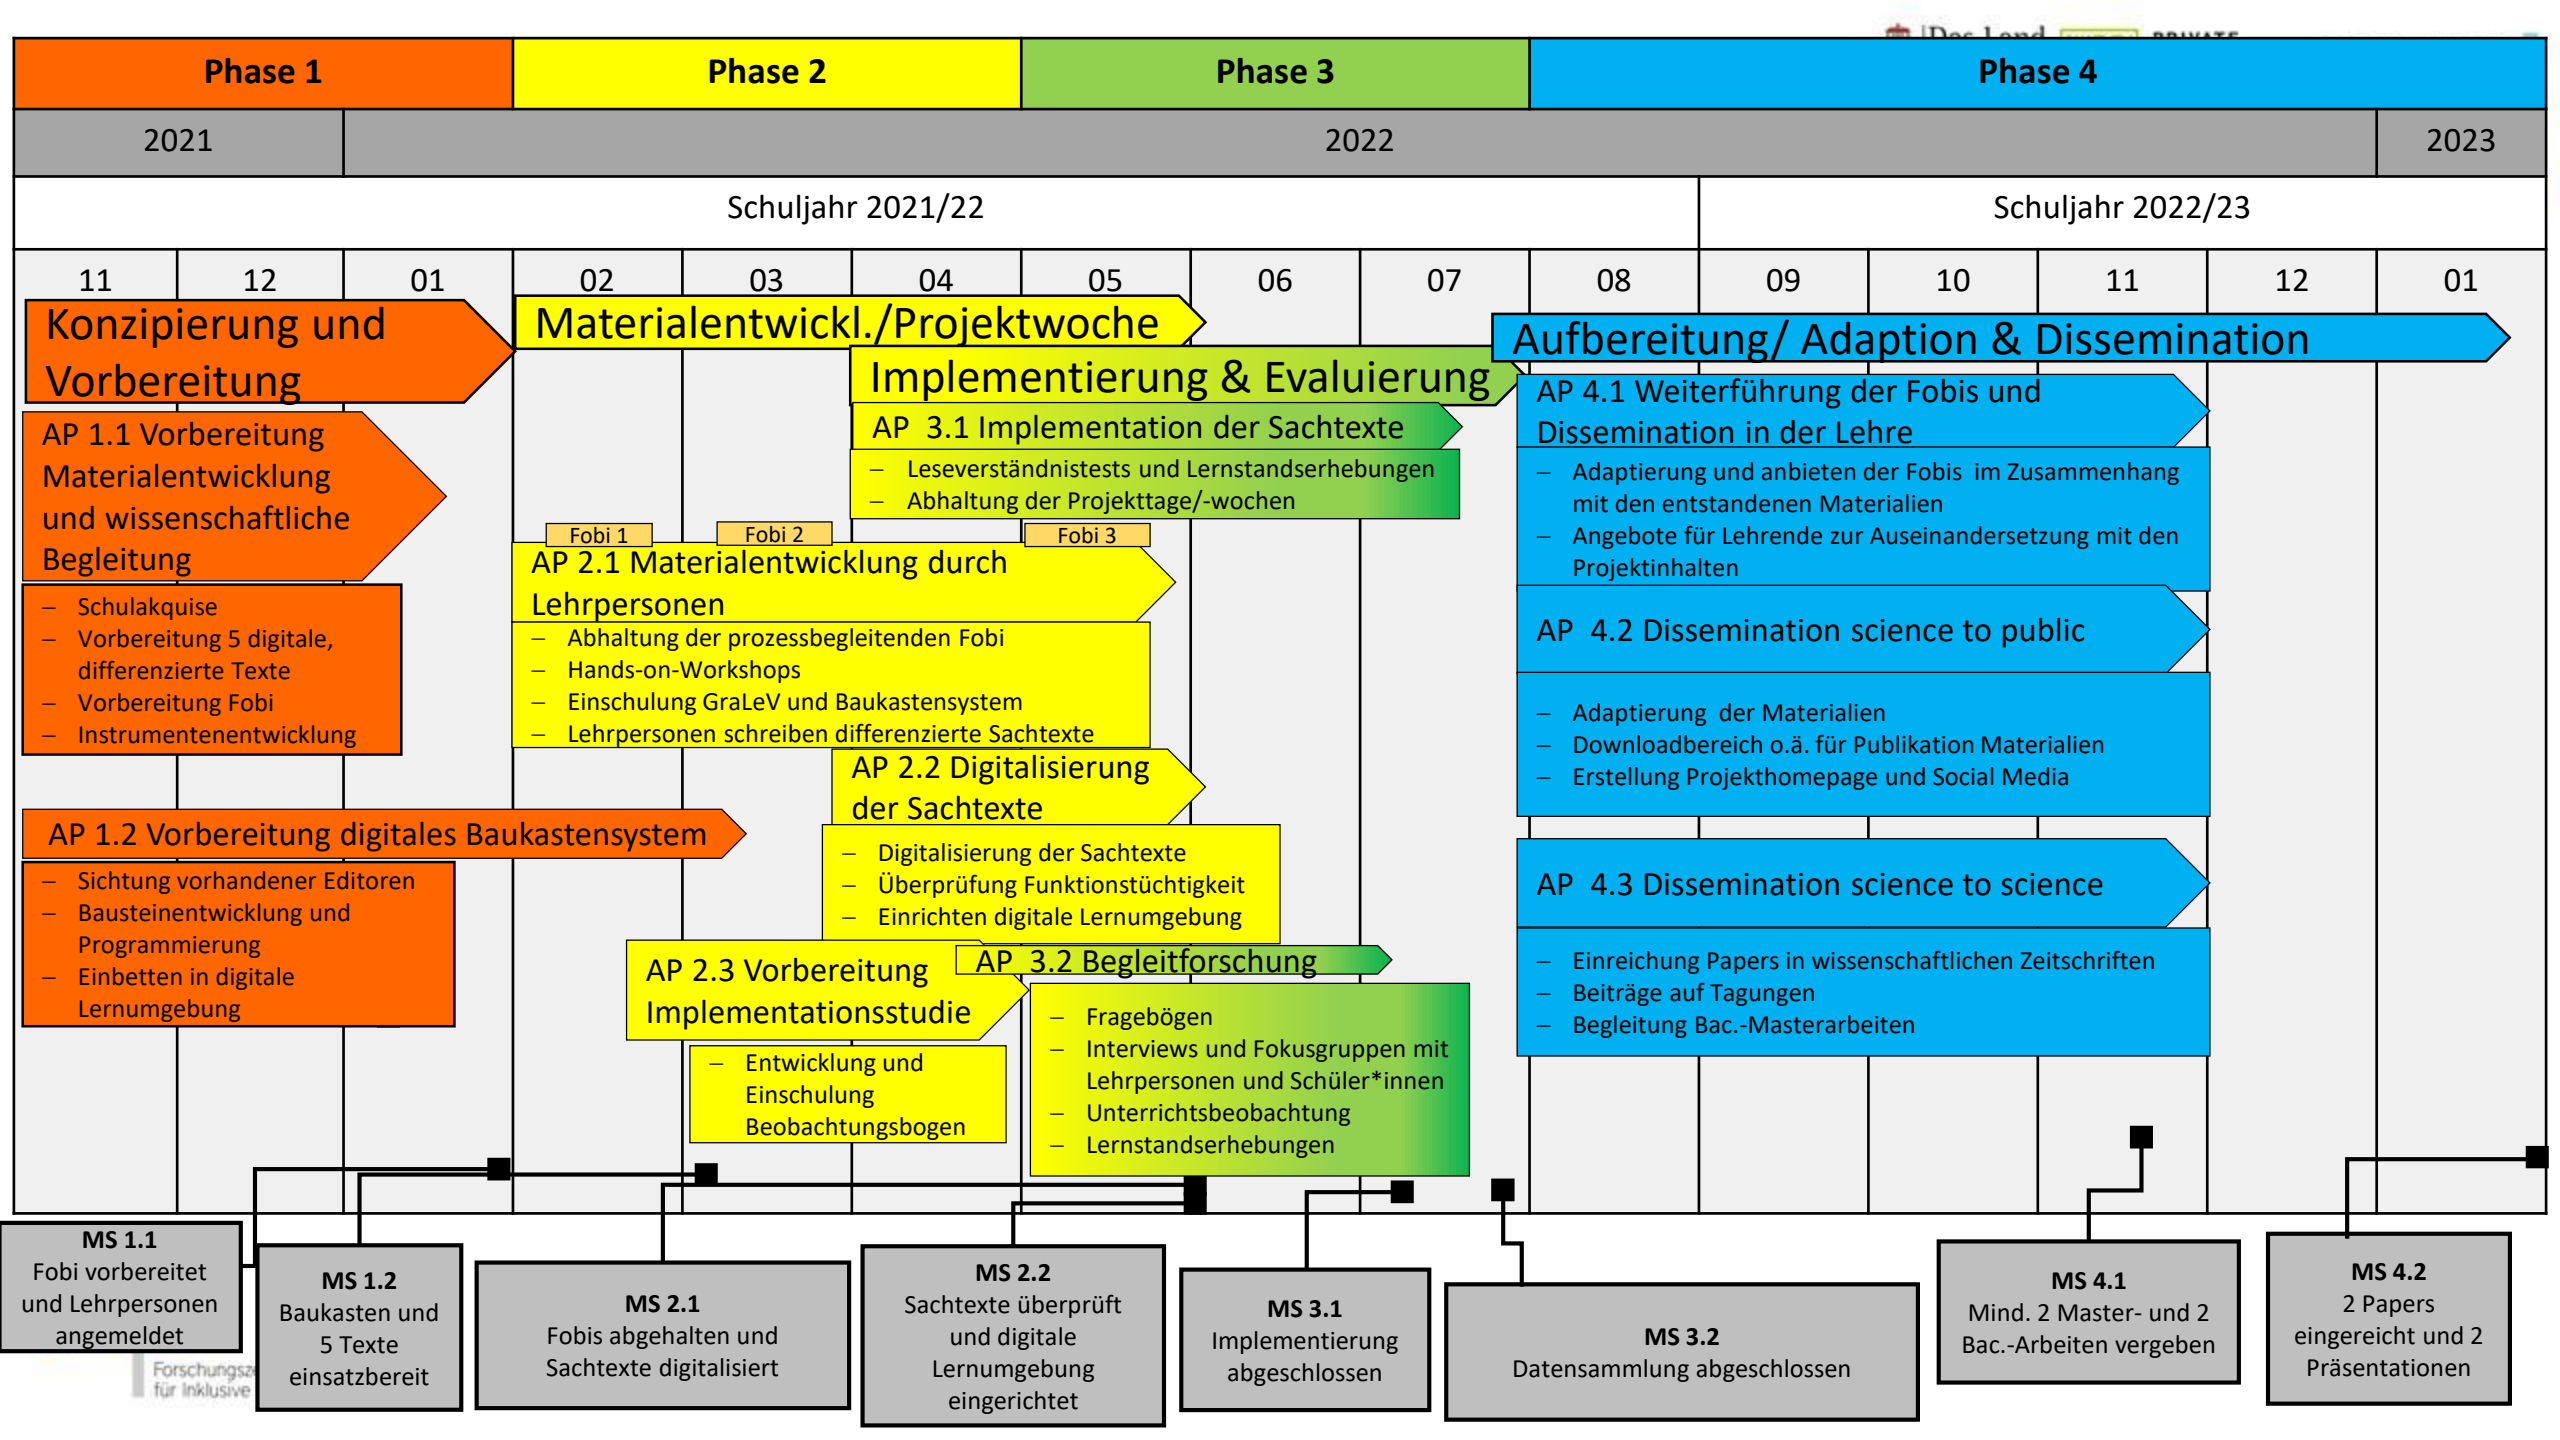 Das Land
PRIVATE
Phase 1
Phase 2
Phase 3
Phase 4
2021
2022
2023
Schuljahr 2021/22
Schuljahr 2022/23
11
12
01
02
03
04
05
06
07
08
09
10
11
12
01
Konzipierung und
Vorbereitung
Materialentwickl./Projektwoche
Implementierung & Evaluierung
Aufbereitung/ Adaption & Dissemination
AP 1.1 Vorbereitung
Materialentwicklung
und wissenschaftliche
Begleitung
– Schulakquise
– Vorbereitung 5 digitale,
differenzierte Texte
– Vorbereitung Fobi
– Instrumentenentwicklung
AP 1.2 Vorbereitung digitales Baukastensystem
– Sichtung vorhandener Editoren
– Bausteinentwicklung und
Programmierung
– Einbetten in digitale
Lernumgebung
AP 3.1 Implementation der Sachtexte
– Leseverständnistests und Lernstandserhebungen
– Abhaltung der Projekttage/-wochen
Fobi 1
Fobi 2
Fobi 3
AP 2.1 Materialentwicklung durch
Lehrpersonen
– Abhaltung der prozessbegleitenden Fobi
– Hands-on-Workshops
– Einschulung GraLeV und Baukastensystem
– Lehrpersonen schreiben differenzierte Sachtexte
AP 2.2 Digitalisierung
der Sachtexte
– Digitalisierung der Sachtexte
– Überprüfung Funktionstüchtigkeit
– Einrichten digitale Lernumgebung
AP 2.3 Vorbereitung
Implementationsstudie
– Entwicklung und
Einschulung
Beobachtungsbogen
AP 3.2 Begleitforschung
– Fragebögen
– Interviews und Fokusgruppen mit
Lehrpersonen und Schüler*innen
– Unterrichtsbeobachtung
– Lernstandserhebungen
AP 4.1 Weiterführung der Fobis und
Dissemination in der Lehre
– Adaptierung und anbieten der Fobis im Zusammenhang
mit den entstandenen Materialien
– Angebote für Lehrende zur Auseinandersetzung mit den
Projektinhalten
AP 4.2 Dissemination science to public
– Adaptierung der Materialien
– Downloadbereich o.ä. für Publikation Materialien
– Erstellung Projekthomepage und Social Media
AP 4.3 Dissemination science to science
– Einreichung Papers in wissenschaftlichen Zeitschriften
– Beiträge auf Tagungen
– Begleitung Bac.-Masterarbeiten
MS 1.1
Fobi vorbereitet
und Lehrpersonen
angemeldet
MS 1.2
Baukasten und
5 Texte
einsatzbereit
MS 2.1
Fobis abgehalten und
Sachtexte digitalisiert
MS 2.2
Sachtexte überprüft
und digitale
Lernumgebung
eingerichtet
MS 3.1
Implementierung
abgeschlossen
MS 3.2
Datensammlung abgeschlossen
MS 4.1
Mind. 2 Master- und 2
Bac.-Arbeiten vergeben
MS 4.2
2 Papers
eingereicht und 2
Präsentationen
Forschungsze
für Inklusive